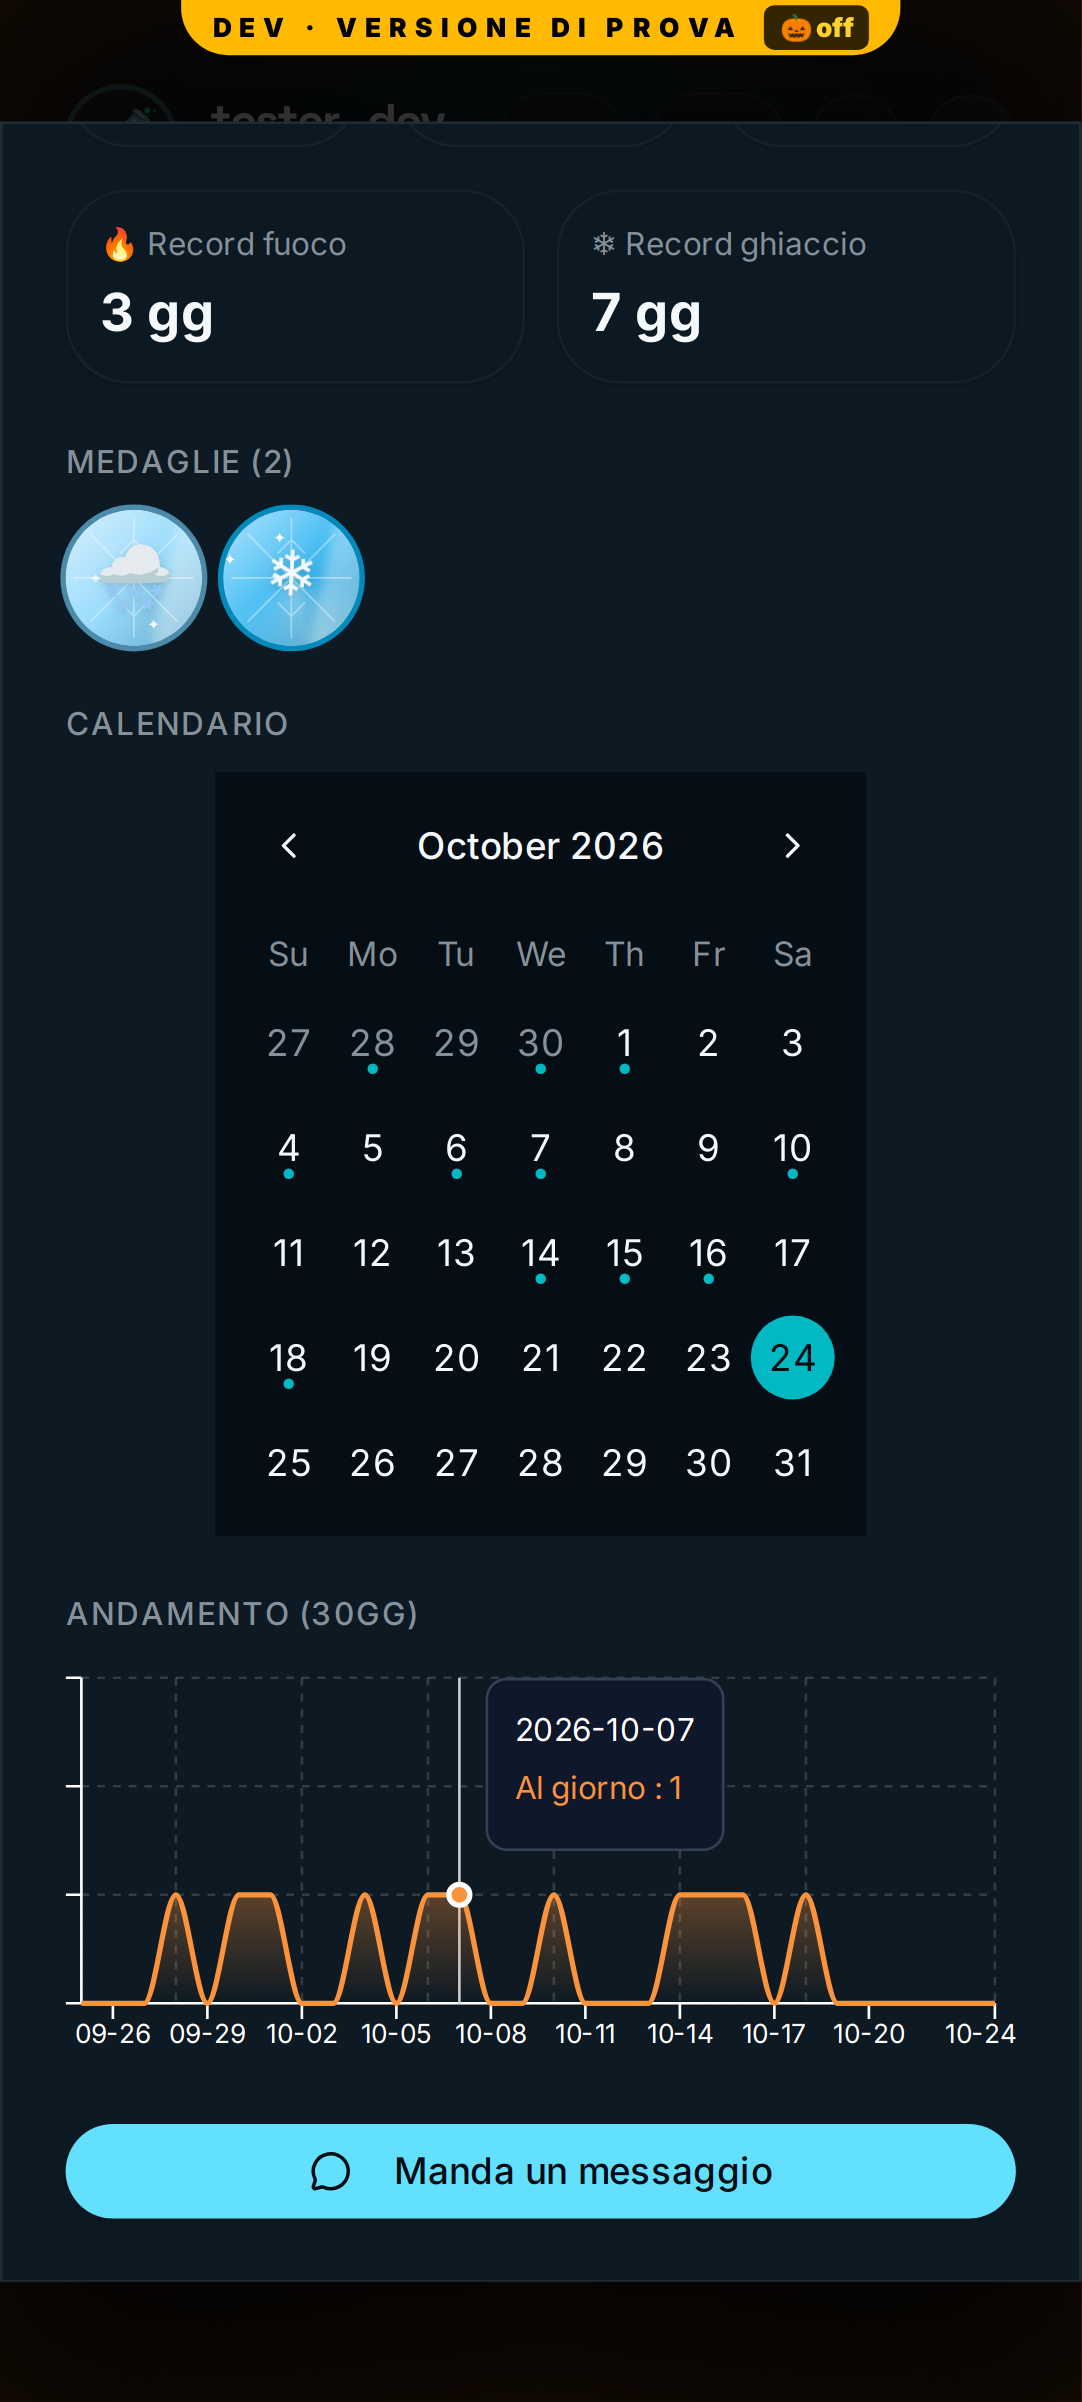 DEV · VERSIONE DI PROVA 🎃 off
tester_dev
🔥 Record fuoco
3 gg
❄ Record ghiaccio
7 gg
MEDAGLIE (2)
CALENDARIO
October 2026
Su Mo Tu We Th Fr Sa
27 28 29 30 1 2 3
4 5 6 7 8 9 10
11 12 13 14 15 16 17
18 19 20 21 22 23 24
25 26 27 28 29 30 31
ANDAMENTO (30GG)
2026-10-07
Al giorno : 1
09-26 09-29 10-02 10-05 10-08 10-11 10-14 10-17 10-20 10-24
Manda un messaggio